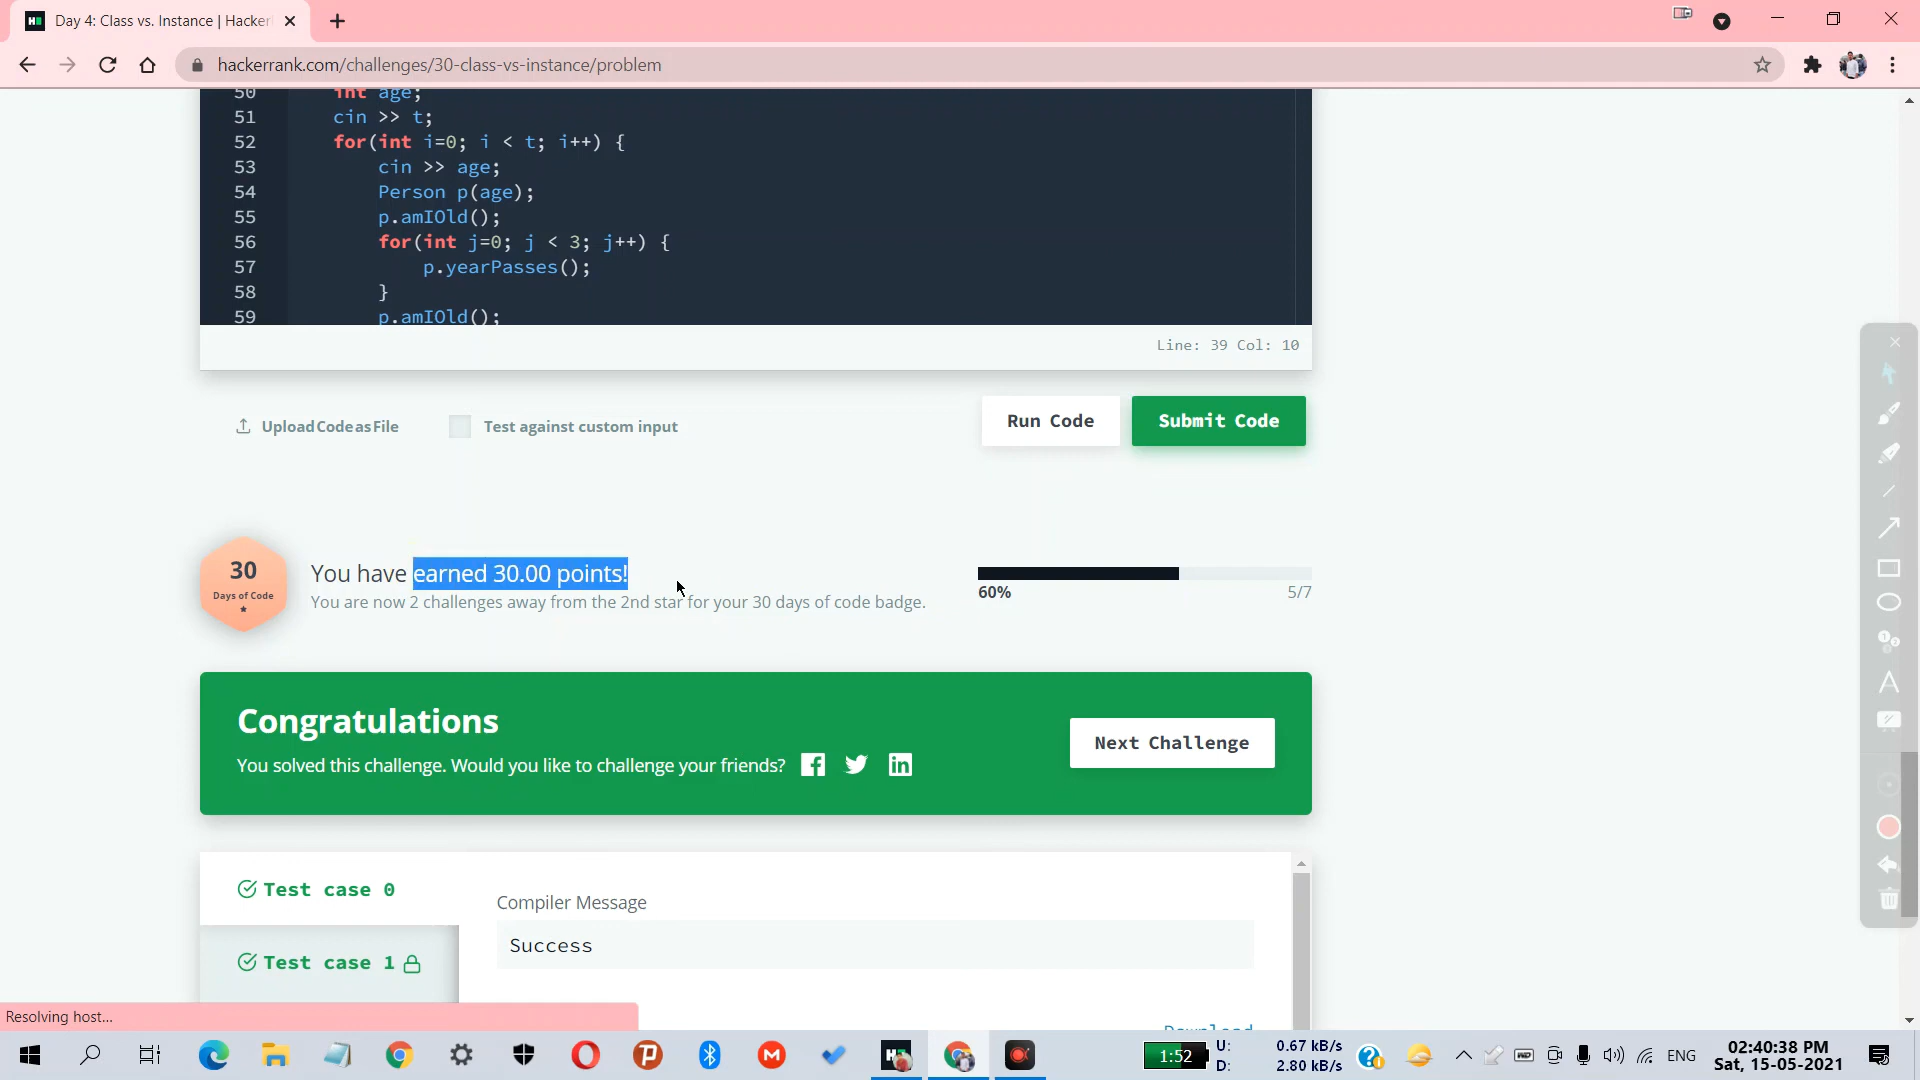 Day 4: Class vs. Instance | Hacker
hackerrank.com/challenges/30-class-vs-instance/problem
50 int age;
51 cin >> t;
52 for(int i=0; i < t; i++) {
53 cin >> age;
54 Person p(age);
55 p.amIOld();
56 for(int j=0; j < 3; j++) {
57 p.yearPasses();
58 }
59 p.amIOld();
Line: 39 Col: 10
Upload Code as File
Test against custom input
Run Code
Submit Code
30
Days of Code
You have earned 30.00 points!
You are now 2 challenges away from the 2nd star for your 30 days of code badge.
60%
5/7
Congratulations
You solved this challenge. Would you like to challenge your friends?
Next Challenge
Test case 0
Test case 1
Compiler Message
Success
Download
Resolving host...
1:52
U: 0.67 kB/s
D: 2.80 kB/s
ENG
02:40:38 PM
Sat, 15-05-2021